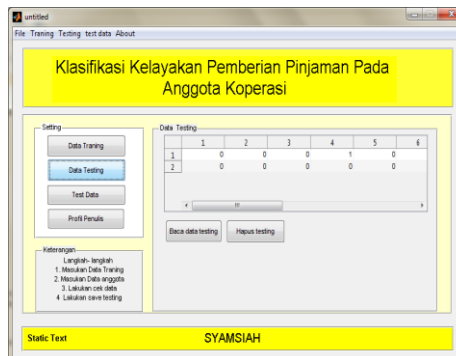 untitled
File Traning Testing test data About
Klasifikasi Kelayakan Pemberian Pinjaman Pada
Anggota Koperasi
Setting
Data Traning
Data Testing
Test Data
Profil Penulis
Data Testing
1 2 3 4 5 6
1 0 0 0 1 0
2 0 0 0 0 0
Baca data testing Hapus testing
Keterangan
Langkah- langkah
1. Masukan Data Traning
2. Masukan Data anggota
3. Lakukan cek data
4 Lakukan save testing
Static Text SYAMSIAH